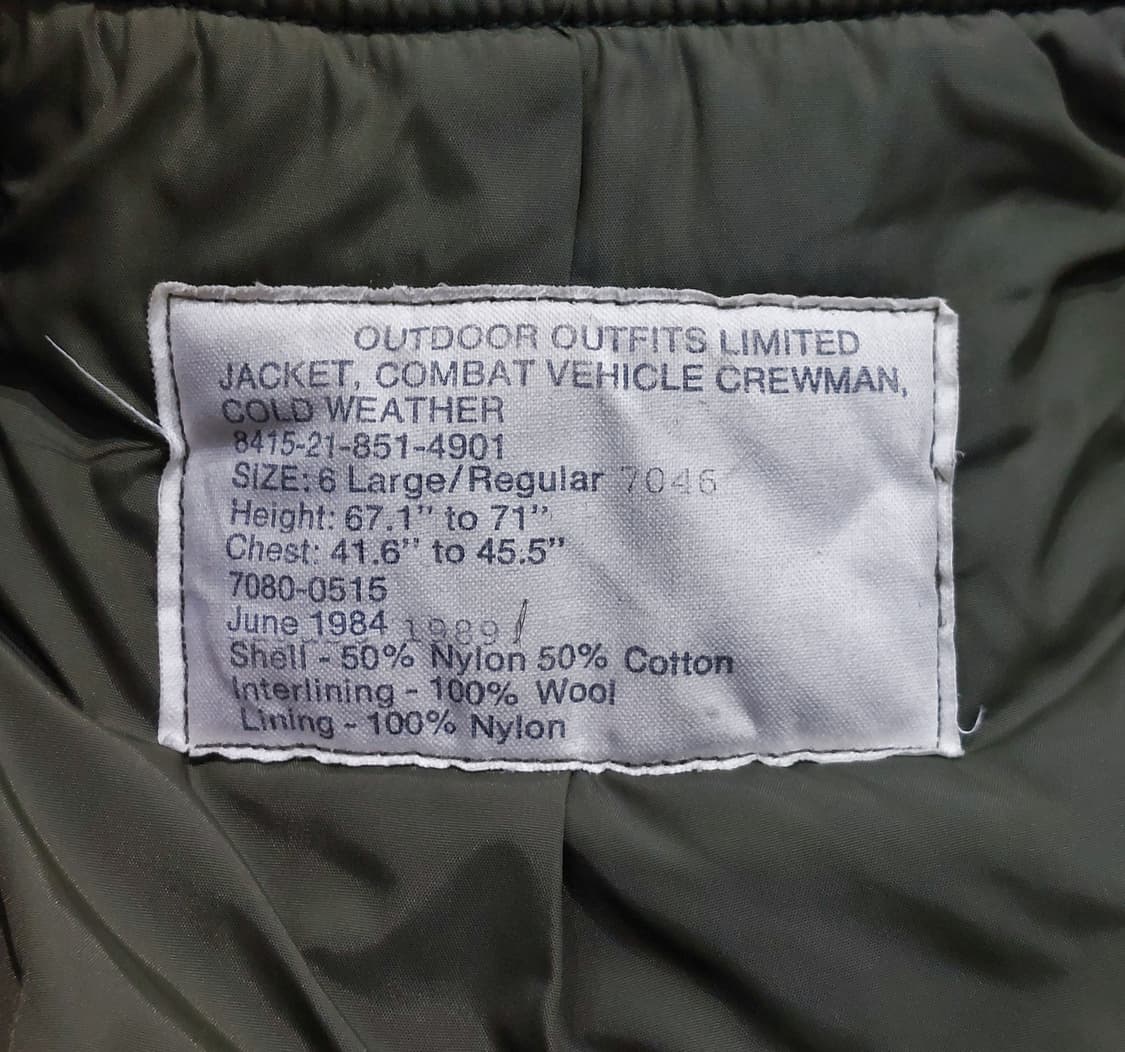 OUTDOOR OUTFITS LIMITED
JACKET, COMBAT VEHICLE CREWMAN,
COLD WEATHER
8415-21-851-4901
SIZE: 6 Large/Regular 7046
Height: 67.1" to 71"
Chest: 41.6" to 45.5"
7080-0515
June 1984 1989
Shell - 50% Nylon 50% Cotton
Interlining - 100% Wool
Lining - 100% Nylon